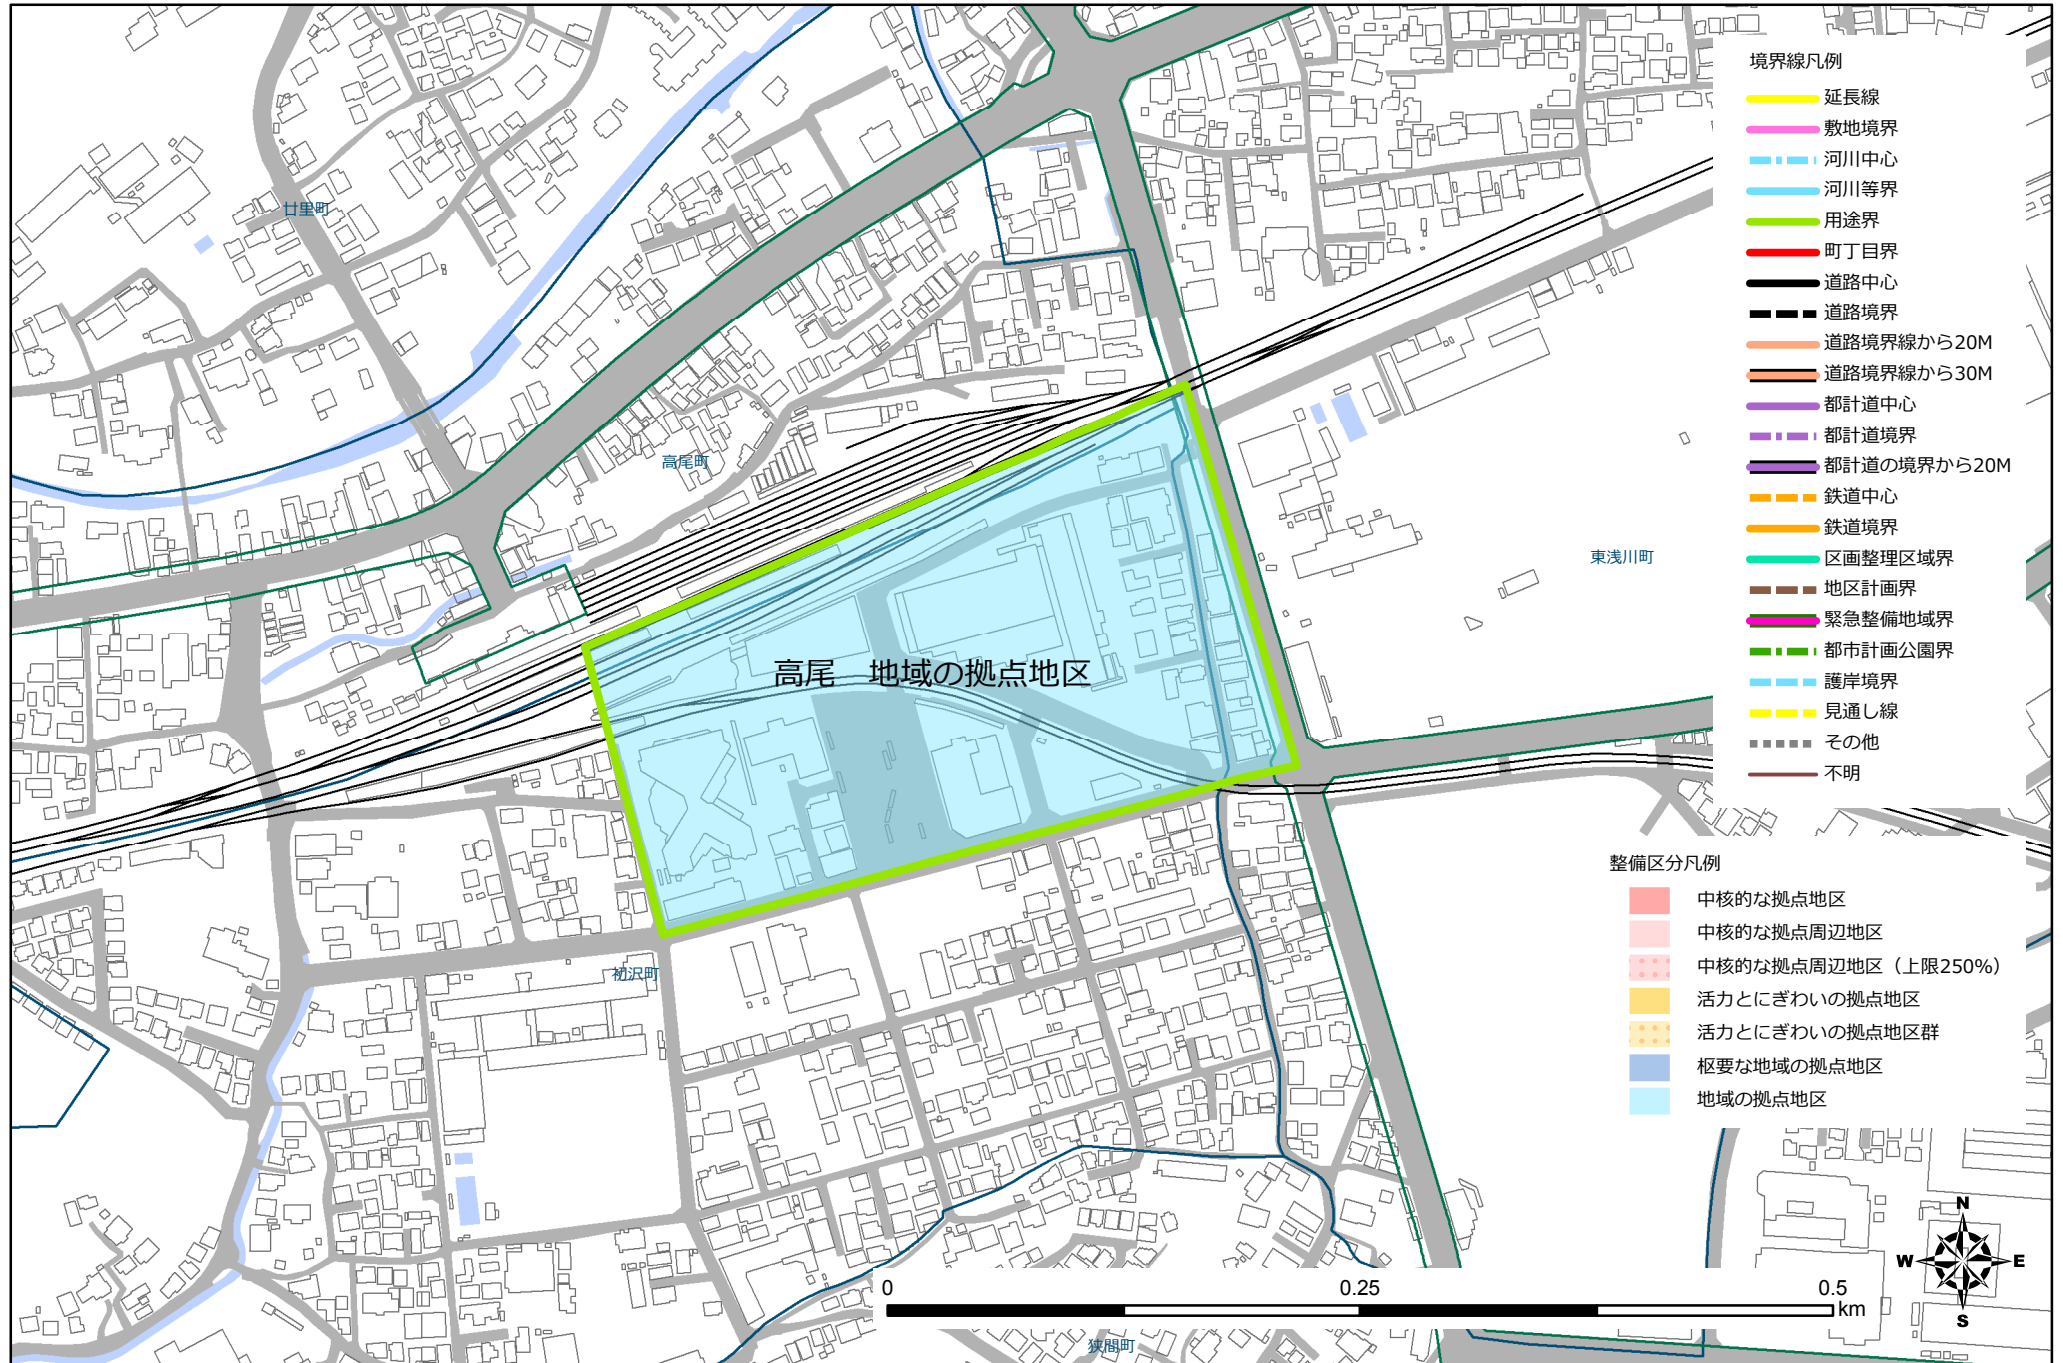 境界線凡例
延長線
敷地境界
河川中心
河川等界
用途界
町丁目界
道路中心
道路境界
道路境界線から20M
道路境界線から30M
都計道中心
都計道境界
都計道の境界から20M
鉄道中心
鉄道境界
区画整理区域界
地区計画界
緊急整備地域界
都市計画公園界
護岸境界
見通し線
その他
不明
廿里町
高尾町
東浅川町
高尾　地域の拠点地区
初沢町
狭間町
整備区分凡例
中核的な拠点地区
中核的な拠点周辺地区
中核的な拠点周辺地区（上限250%）
活力とにぎわいの拠点地区
活力とにぎわいの拠点地区群
枢要な地域の拠点地区
地域の拠点地区
N
W E
S
0 0.25 0.5
km